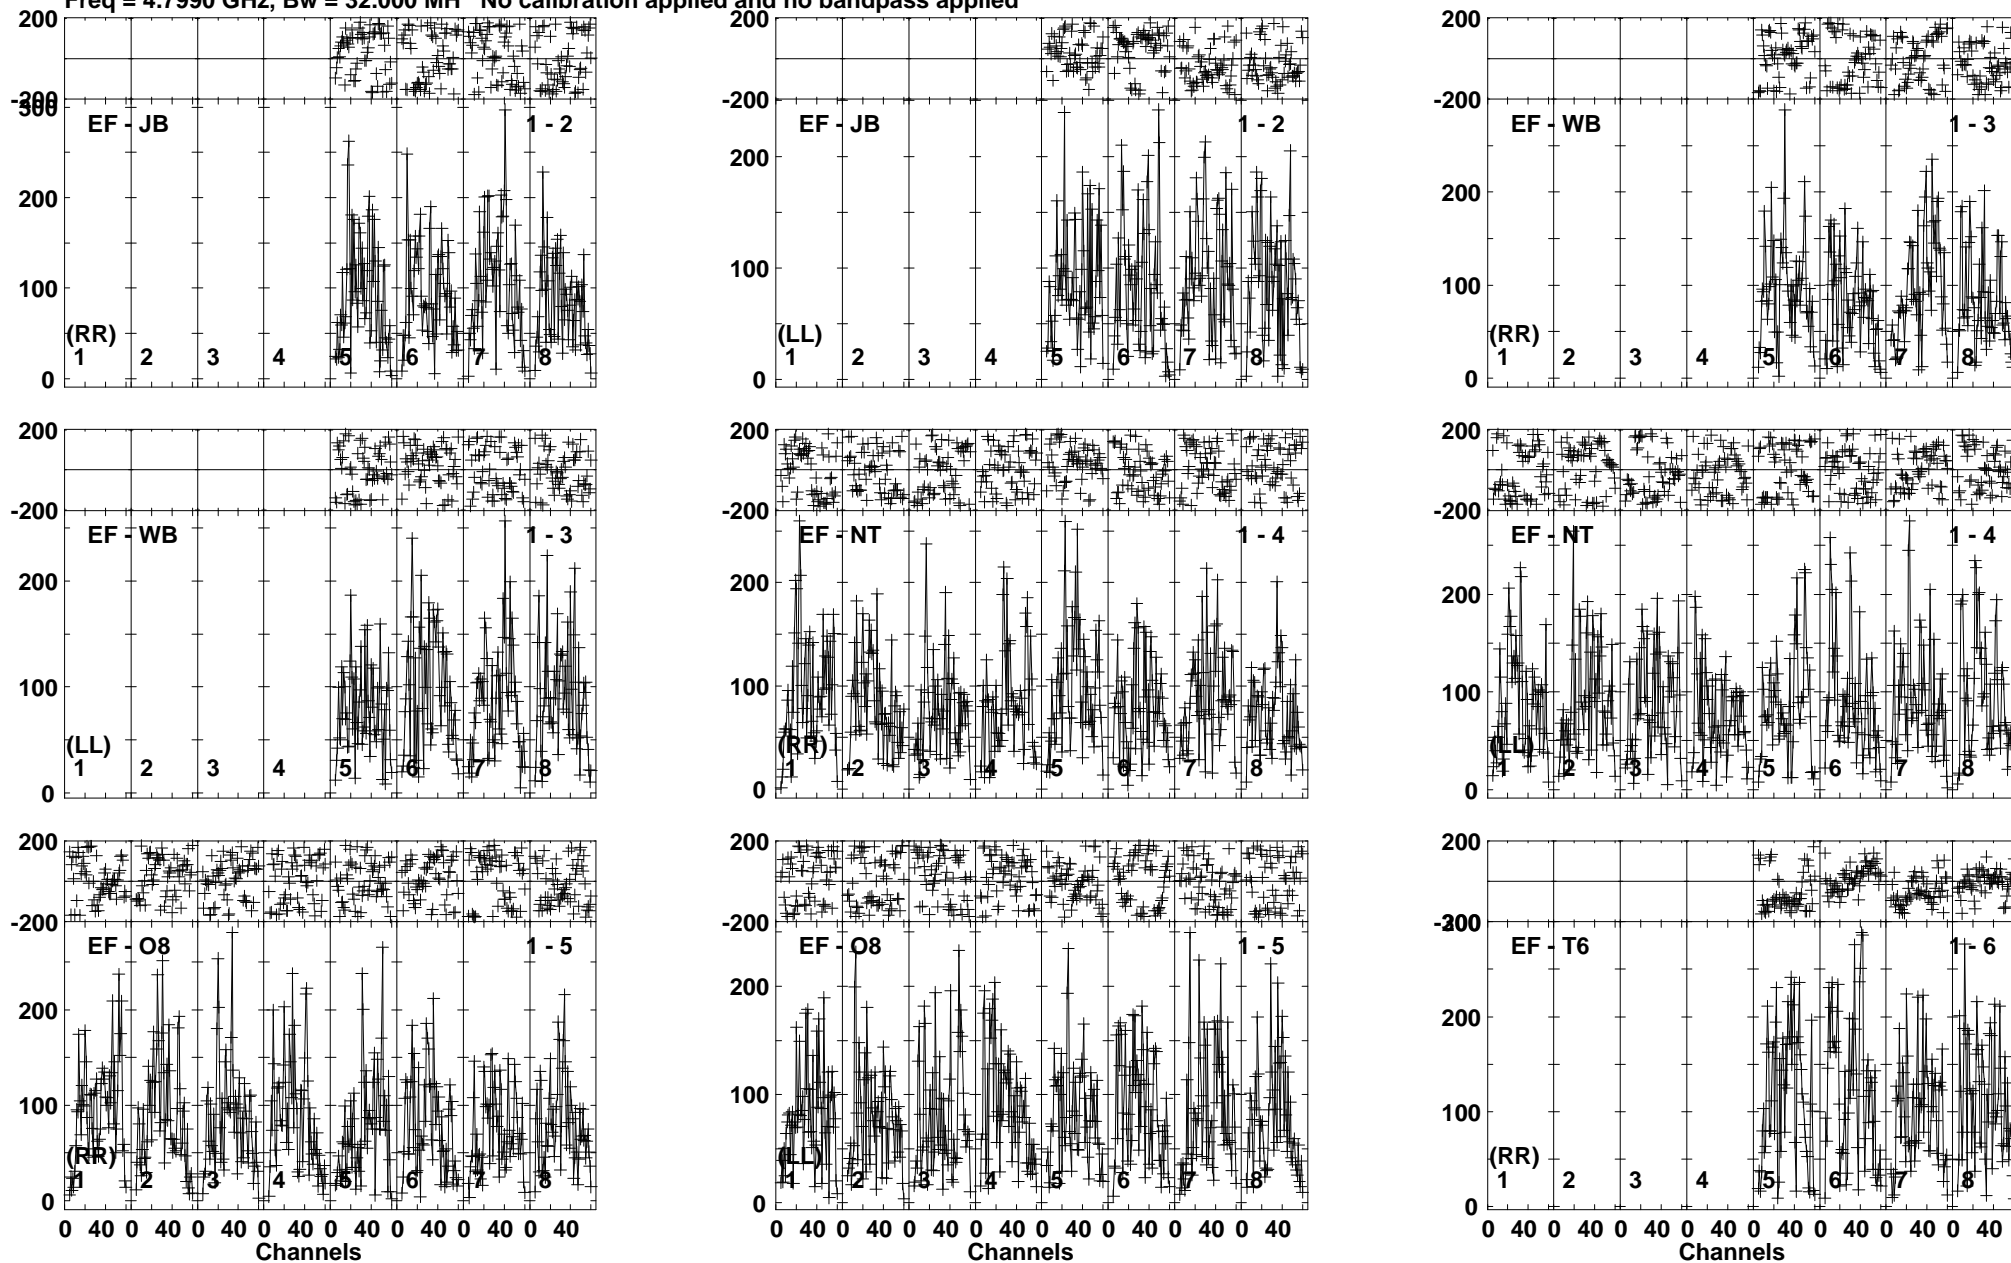 Freq = 4.7990 GHz, Bw = 32.000 MH No calibration applied and no bandpass applied
200 200 200
-200 -200 -200
300
EF - JB 1 - 2 EF - JB 1 - 2 EF - WB 1 - 3
200 200 200
100 100 100
(RR) (LL) (RR)
1 2 3 4 5 6 7 8 1 2 3 4 5 6 7 8 1 2 3 4 5 6 7 8
0 0 0
200 200 200
-200 -200 -200
EF - WB 1 - 3 EF - NT 1 - 4 EF - NT 1 - 4
200 200 200
100 100 100
(LL) (RR) (LL)
1 2 3 4 5 6 7 8 1 2 3 4 5 6 7 8 1 2 3 4 5 6 7 8
0 0 0
200 200 200
-200 -200 -200
300
EF - O8 1 - 5 EF - O8 1 - 5 EF - T6 1 - 6
200 200 200
100 100 100
(RR) (LL) (RR)
1 2 3 4 5 6 7 8 1 2 3 4 5 6 7 8 1 2 3 4 5 6 7 8
0 0 0
0 40 0 40 0 40 0 40 0 40 0 40 0 40 0 40 0 40 0 40 0 40 0 40 0 40 0 40 0 40 0 40 0 40 0 40 0 40 0 40 0 40 0 40 0 40 0 40
Channels Channels Channels